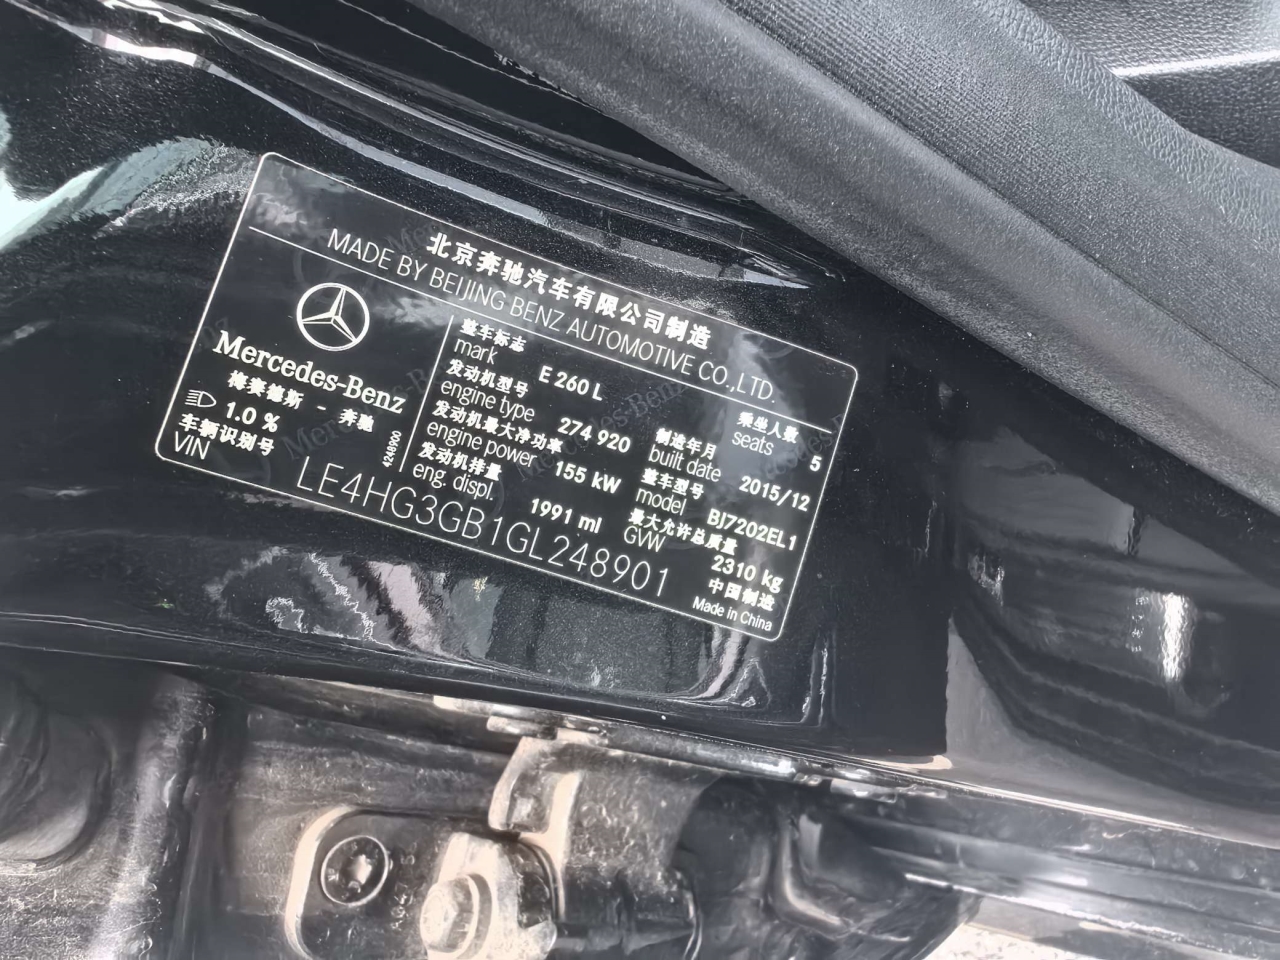 北京奔驰汽车有限公司制造
MADE BY BEIJING BENZ AUTOMOTIVE CO.,LTD.
Mercedes-Benz
梅赛德斯 - 奔驰
1.0 %
4248900
整车标志
mark
E 260 L
乘坐人数
seats
5
发动机型号
engine type
274 920
制造年月
built date
2015/12
发动机最大净功率
engine power
155 kW
整车型号
model
BJ7202EL1
发动机排量
eng. displ.
1991 ml
最大允许总质量
GVW
2310 kg
车辆识别号
VIN
LE4HG3GB1GL248901
中国制造
Made in China